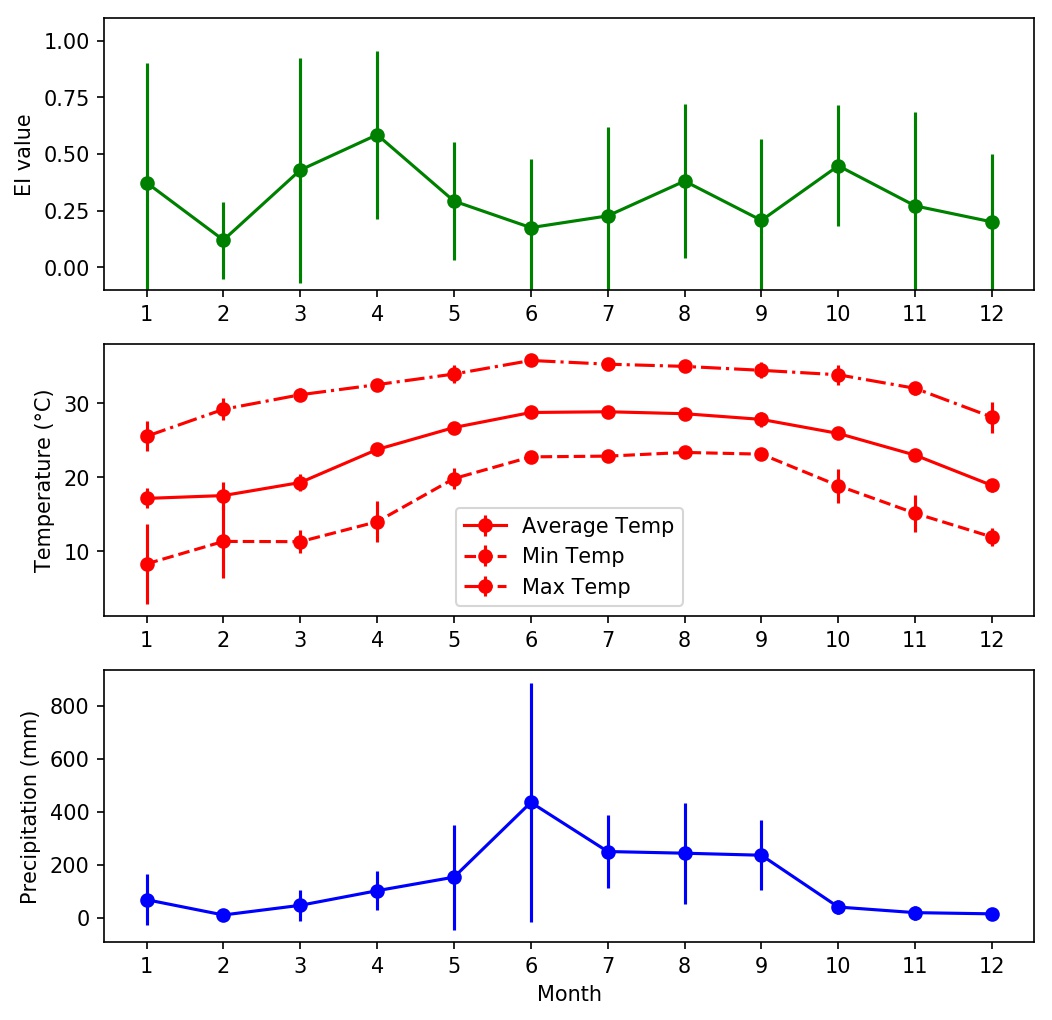 EI value
1.00
0.75
0.50
0.25
0.00
1 2 3 4 5 6 7 8 9 10 11 12
Temperature (°C)
30
20
10
Average Temp
Min Temp
Max Temp
1 2 3 4 5 6 7 8 9 10 11 12
Precipitation (mm)
800
600
400
200
0
1 2 3 4 5 6 7 8 9 10 11 12
Month